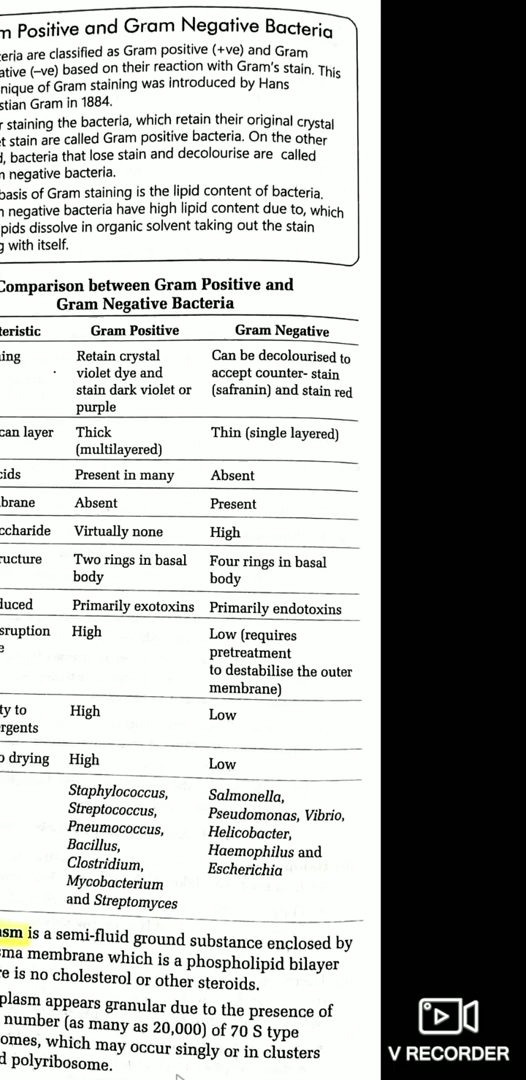 m Positive and Gram Negative Bacteria
eria are classified as Gram positive (+ve) and Gram
ative (–ve) based on their reaction with Gram's stain. This
nique of Gram staining was introduced by Hans
stian Gram in 1884.
r staining the bacteria, which retain their original crystal
t stain are called Gram positive bacteria. On the other
d, bacteria that lose stain and decolourise are called
n negative bacteria.
basis of Gram staining is the lipid content of bacteria.
n negative bacteria have high lipid content due to, which
pids dissolve in organic solvent taking out the stain
g with itself.
Comparison between Gram Positive and
Gram Negative Bacteria
teristic Gram Positive Gram Negative
ing Retain crystal Can be decolourised to
violet dye and accept counter- stain
stain dark violet or (safranin) and stain red
purple
can layer Thick Thin (single layered)
(multilayered)
cids Present in many Absent
brane Absent Present
ccharide Virtually none High
ructure Two rings in basal Four rings in basal
body body
duced Primarily exotoxins Primarily endotoxins
sruption High Low (requires
e pretreatment
to destabilise the outer
membrane)
ty to High Low
rgents
o drying High Low
Staphylococcus, Salmonella,
Streptococcus, Pseudomonas, Vibrio,
Pneumococcus, Helicobacter,
Bacillus, Haemophilus and
Clostridium, Escherichia
Mycobacterium
and Streptomyces
asm is a semi-fluid ground substance enclosed by
sma membrane which is a phospholipid bilayer
re is no cholesterol or other steroids.
plasm appears granular due to the presence of
number (as many as 20,000) of 70 S type
omes, which may occur singly or in clusters
d polyribosome.
V RECORDER